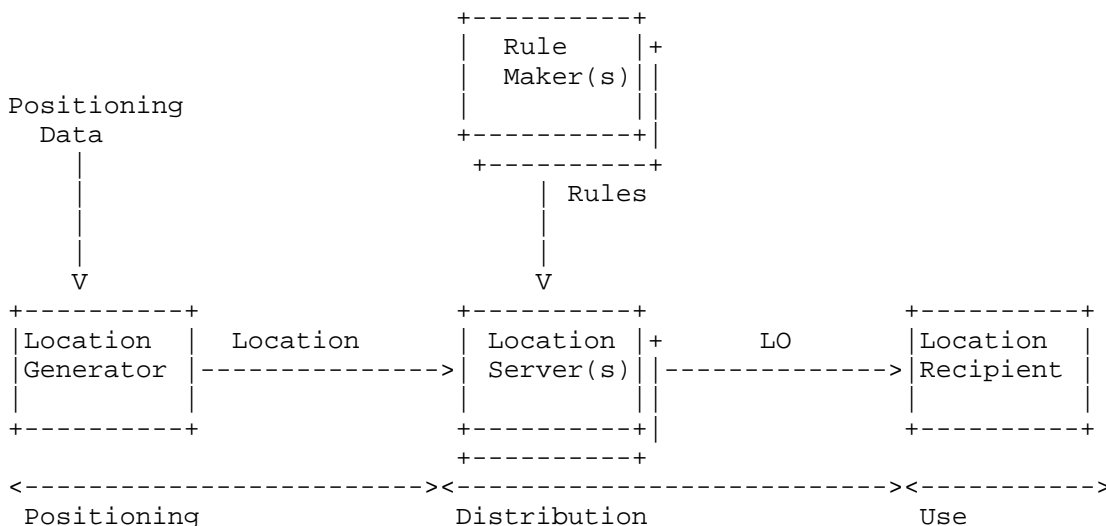 Rule
Maker(s)
Positioning
Data
Rules
Location Location Location LO Location
Generator Server(s) Recipient
Positioning Distribution Use